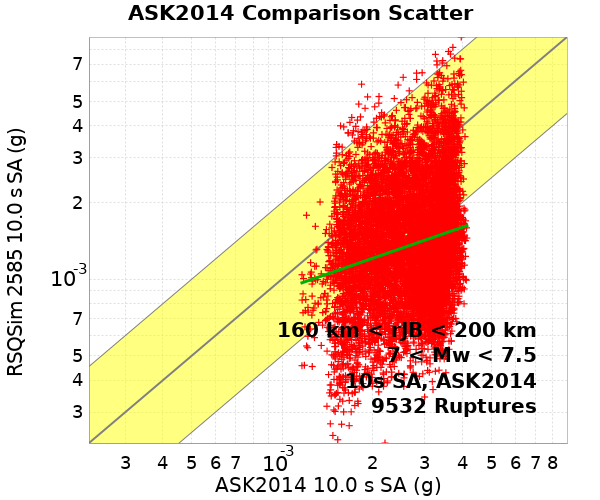 ASK2014 Comparison Scatter
RSQSim 2585 10.0 s SA (g)
7
5
4
3
2
10-3
7
5
4
3
160 km < rJB < 200 km
7 < Mw < 7.5
10s SA, ASK2014
9532 Ruptures
3 4 5 6 7 10-3 2 3 4 5 6 7 8
ASK2014 10.0 s SA (g)